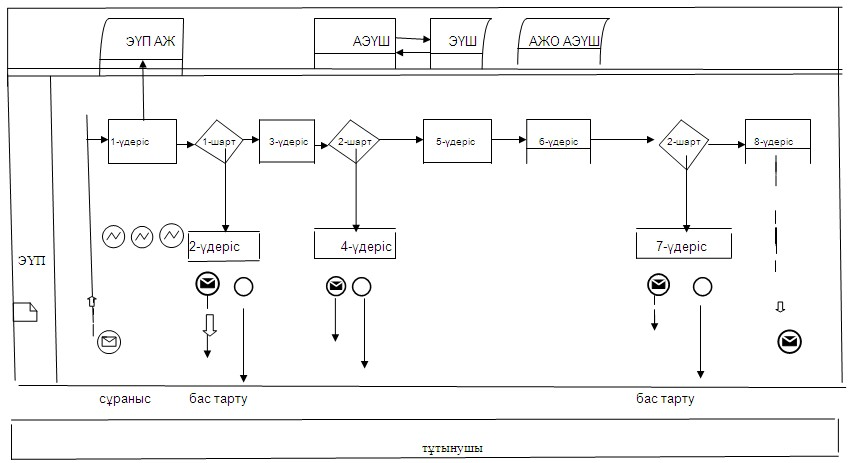 ЭҮП АЖ
АЭҮШ
ЭҮШ
АЖО АЭҮШ
1-үдеріс
1-шарт
3-үдеріс
2-шарт
5-үдеріс
6-үдеріс
2-шарт
8-үдеріс
2-үдеріс
4-үдеріс
7-үдеріс
ЭҮП
сұраныс
бас тарту
бас тарту
тұтынушы